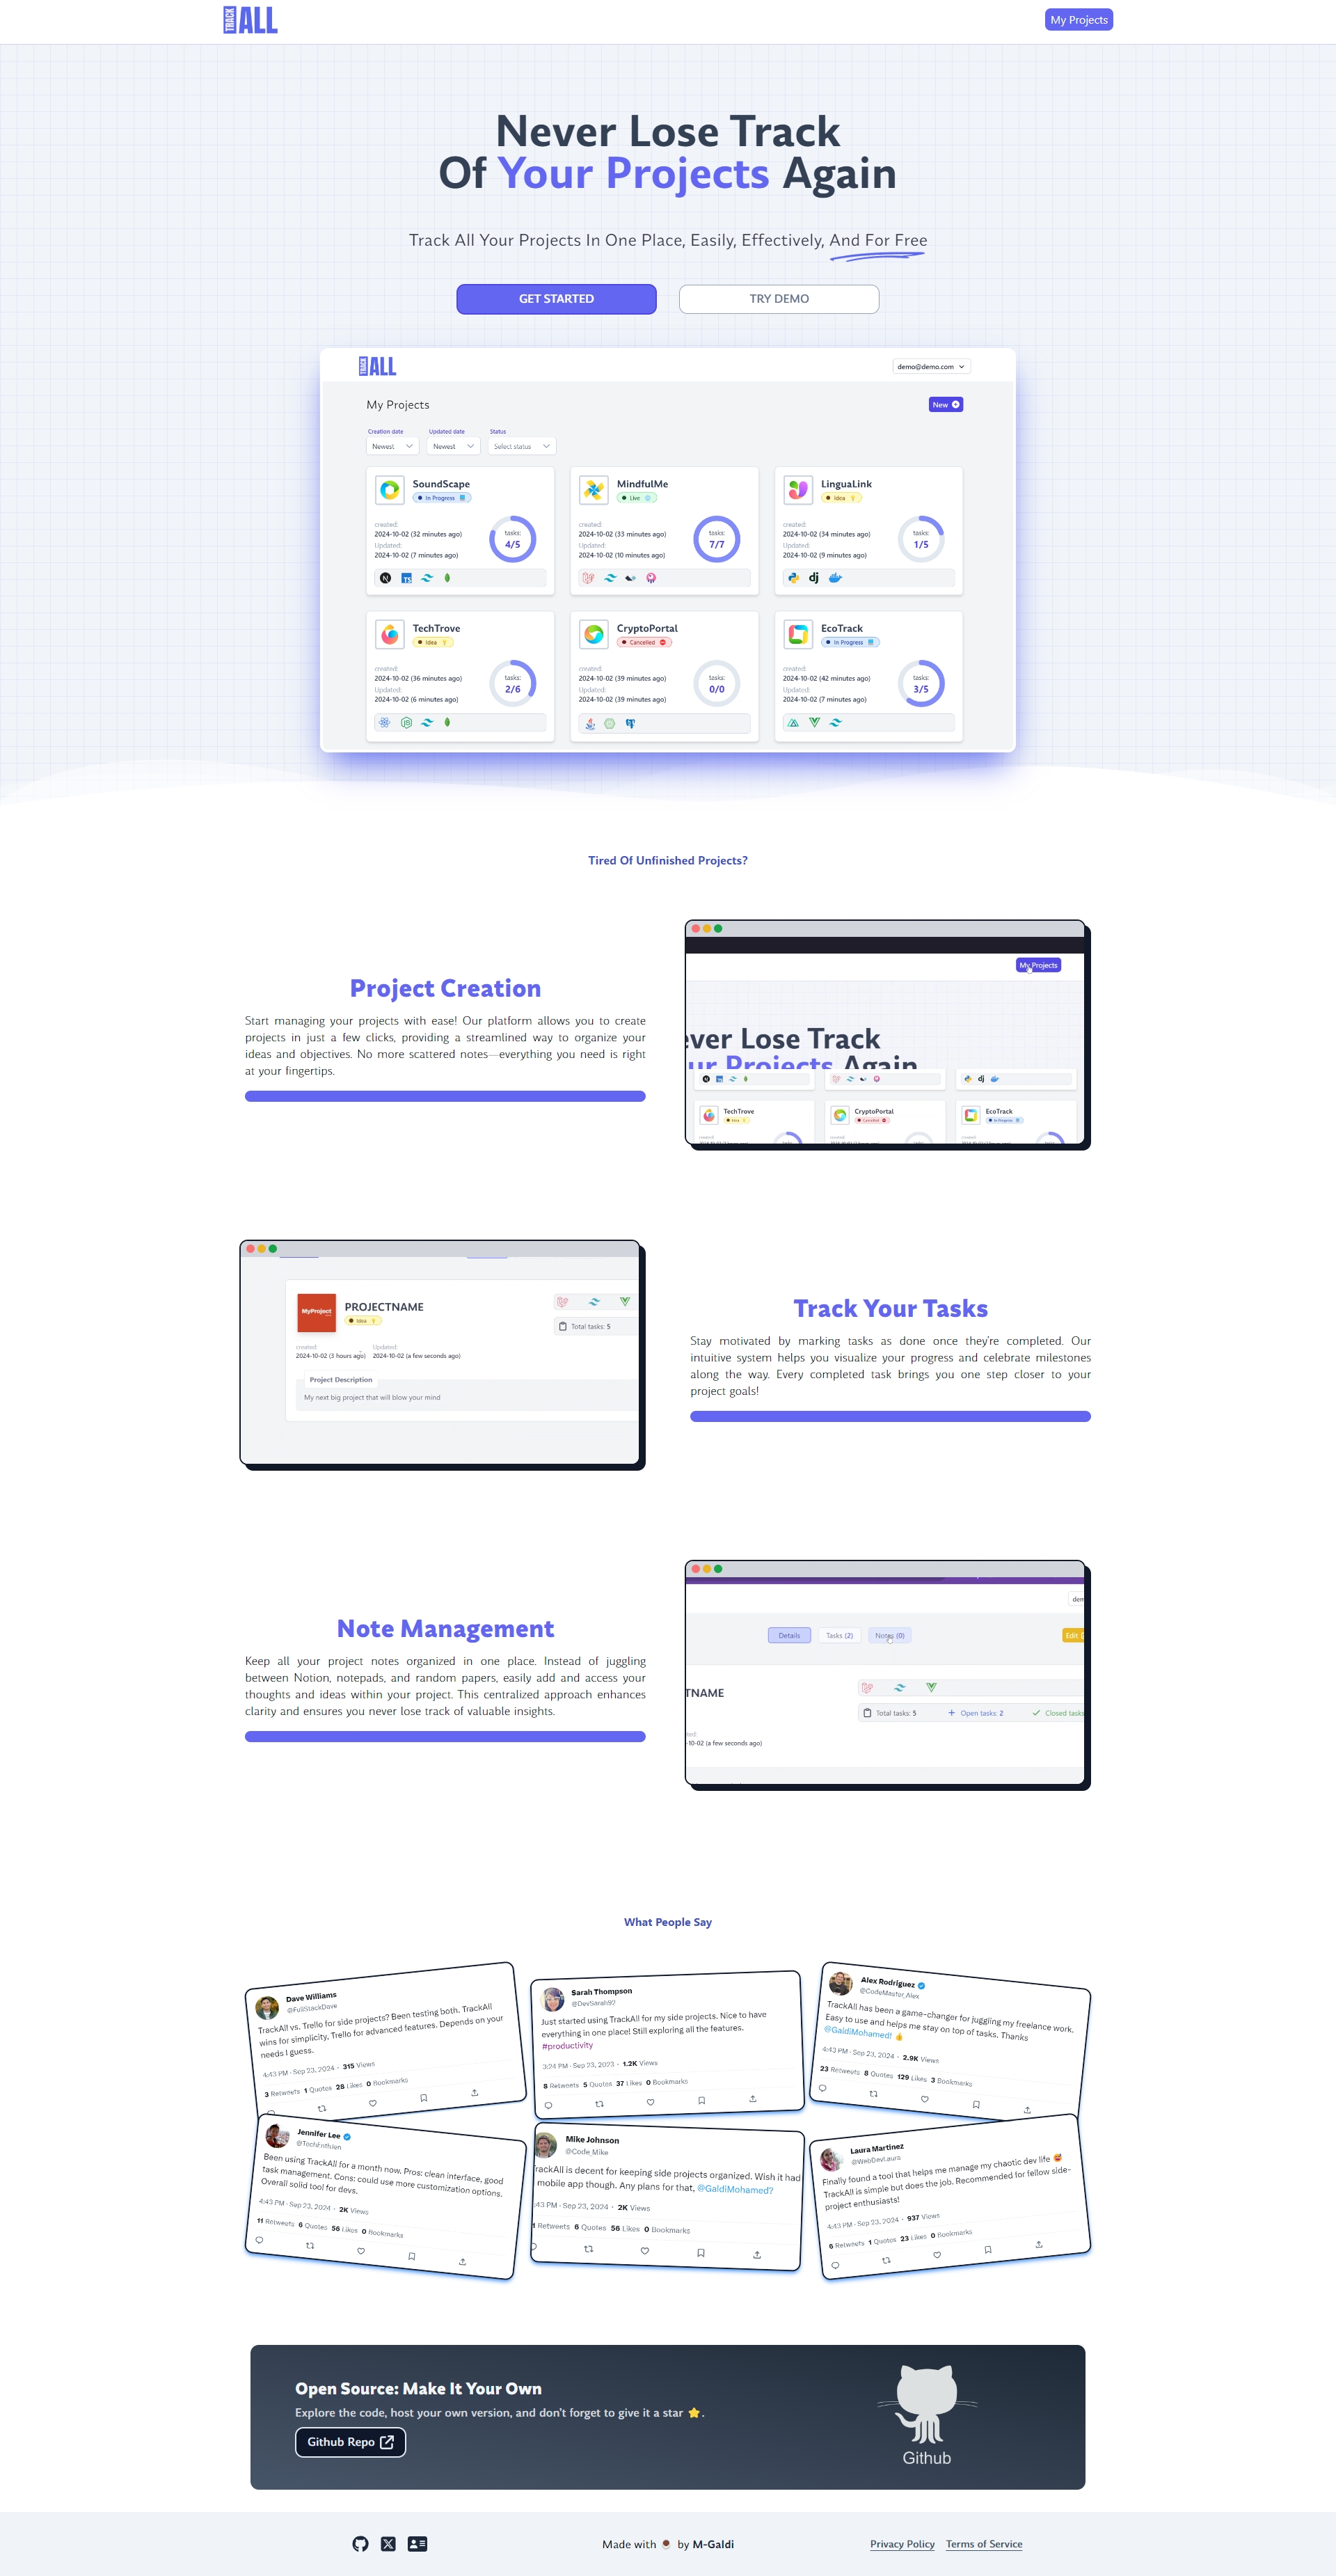 TRACK ALL
My Projects
Never Lose Track
Of Your Projects Again
Track All Your Projects In One Place, Easily, Effectively, And For Free
GET STARTED
TRY DEMO
TRACK ALL
demo@demo.com
My Projects
New
Creation date
Updated date
Status
Newest
Newest
Select status
SoundScape
In Progress
created:
2024-10-02 (32 minutes ago)
Updated:
2024-10-02 (7 minutes ago)
tasks:
4/5
TS
MindfulMe
Live
created:
2024-10-02 (33 minutes ago)
Updated:
2024-10-02 (10 minutes ago)
tasks:
7/7
LinguaLink
Idea
created:
2024-10-02 (34 minutes ago)
Updated:
2024-10-02 (9 minutes ago)
tasks:
1/5
dj
TechTrove
Idea
created:
2024-10-02 (36 minutes ago)
Updated:
2024-10-02 (6 minutes ago)
tasks:
2/6
CryptoPortal
Cancelled
created:
2024-10-02 (39 minutes ago)
Updated:
2024-10-02 (39 minutes ago)
tasks:
0/0
EcoTrack
In Progress
created:
2024-10-02 (42 minutes ago)
Updated:
2024-10-02 (7 minutes ago)
tasks:
3/5
Tired Of Unfinished Projects?
Project Creation
Start managing your projects with ease! Our platform allows you to create
projects in just a few clicks, providing a streamlined way to organize your
ideas and objectives. No more scattered notes—everything you need is right
at your fingertips.
My Projects
ever Lose Track
ur Projects Again
dj
TechTrove
Idea
CryptoPortal
Cancelled
EcoTrack
In Progress
MyProject
PROJECTNAME
Idea
Total tasks: 5
created:
2024-10-02 (3 hours ago)
Updated:
2024-10-02 (a few seconds ago)
Project Description
My next big project that will blow your mind
Track Your Tasks
Stay motivated by marking tasks as done once they're completed. Our
intuitive system helps you visualize your progress and celebrate milestones
along the way. Every completed task brings you one step closer to your
project goals!
Note Management
Keep all your project notes organized in one place. Instead of juggling
between Notion, notepads, and random papers, easily add and access your
thoughts and ideas within your project. This centralized approach enhances
clarity and ensures you never lose track of valuable insights.
dem
Details
Tasks (2)
Notes (0)
Edit
TNAME
Total tasks: 5
Open tasks: 2
Closed tasks
-10-02 (a few seconds ago)
What People Say
Dave Williams
@FullStackDave
TrackAll vs. Trello for side projects? Been testing both. TrackAll
wins for simplicity, Trello for advanced features. Depends on your
needs I guess.
4:43 PM · Sep 23, 2024 · 315 Views
3 Retweets 1 Quotes 28 Likes 0 Bookmarks
Sarah Thompson
@DevSarah92
Just started using TrackAll for my side projects. Nice to have
everything in one place! Still exploring all the features.
#productivity
3:24 PM · Sep 23, 2023 · 1.2K Views
8 Retweets 5 Quotes 37 Likes 0 Bookmarks
Alex Rodriguez
@CodeMaster_Alex
TrackAll has been a game-changer for juggling my freelance work.
Easy to use and helps me stay on top of tasks. Thanks
@GaldiMohamed! 👍
4:43 PM · Sep 23, 2024 · 2.9K Views
23 Retweets 8 Quotes 129 Likes 3 Bookmarks
Jennifer Lee
@TechEnthJen
Been using TrackAll for a month now. Pros: clean interface, good
task management. Cons: could use more customization options.
Overall solid tool for devs.
4:43 PM · Sep 23, 2024 · 2K Views
11 Retweets 6 Quotes 56 Likes 0 Bookmarks
Mike Johnson
@Code_Mike
rackAll is decent for keeping side projects organized. Wish it had
mobile app though. Any plans for that, @GaldiMohamed?
:43 PM · Sep 23, 2024 · 2K Views
1 Retweets 6 Quotes 56 Likes 0 Bookmarks
Laura Martinez
@WebDevLaura
Finally found a tool that helps me manage my chaotic dev life 😅
TrackAll is simple but does the job. Recommended for fellow side-
project enthusiasts!
4:43 PM · Sep 23, 2024 · 937 Views
6 Retweets 1 Quotes 23 Likes 0 Bookmarks
Open Source: Make It Your Own
Explore the code, host your own version, and don't forget to give it a star ⭐.
Github Repo
Github
Made with ☕ by M-Galdi
Privacy Policy
Terms of Service